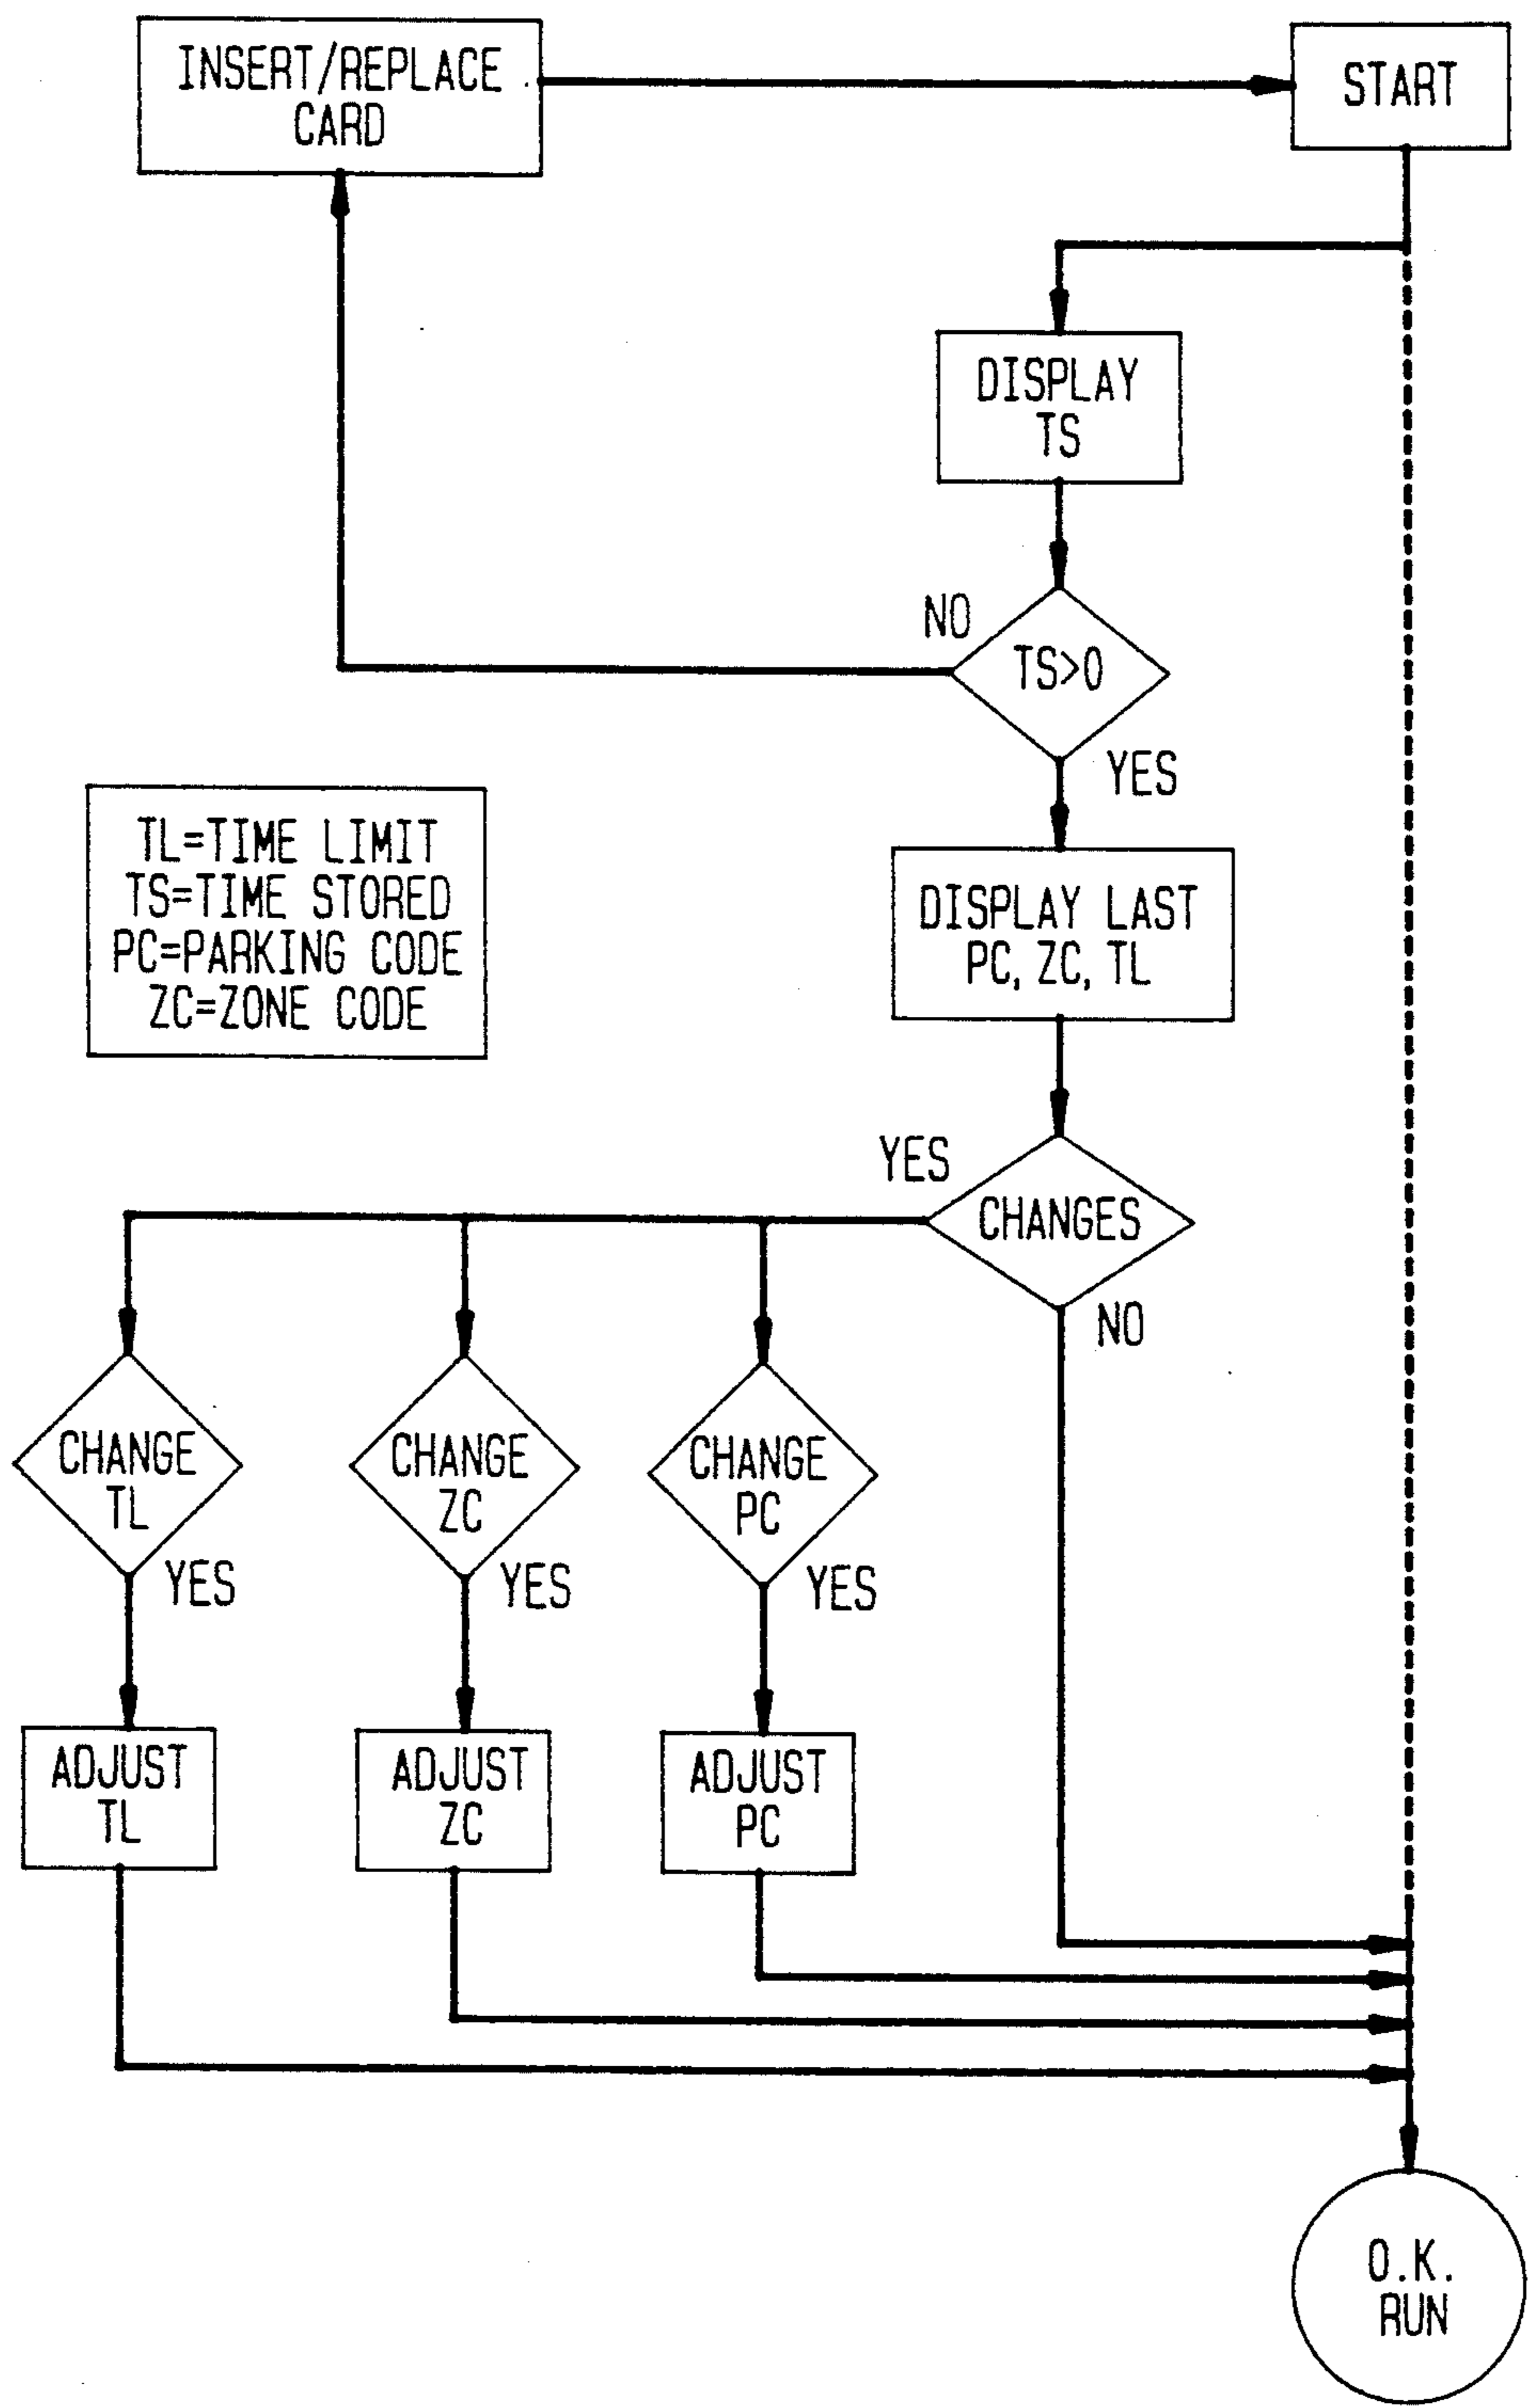 INSERT/REPLACE
CARD
START
DISPLAY
TS
NO
TS>0
YES
TL=TIME LIMIT
TS=TIME STORED
PC=PARKING CODE
ZC=ZONE CODE
DISPLAY LAST
PC, ZC, TL
YES
CHANGES
NO
CHANGE
TL
YES
CHANGE
ZC
YES
CHANGE
PC
YES
ADJUST
TL
ADJUST
ZC
ADJUST
PC
O.K.
RUN